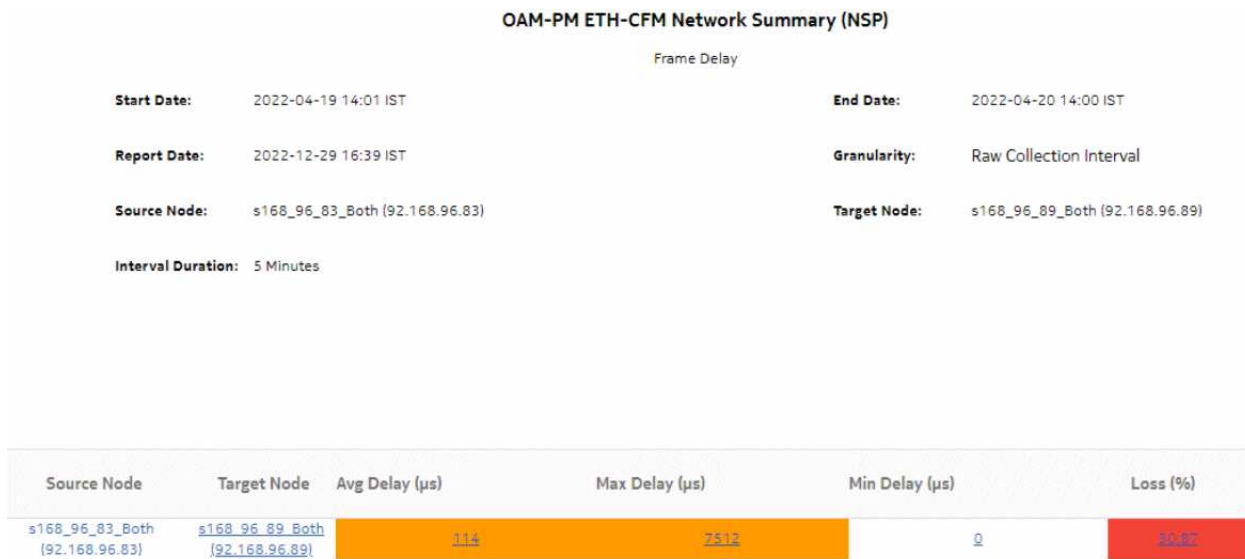 OAM-PM ETH-CFM Network Summary (NSP)
Frame Delay
Start Date: 2022-04-19 14:01 IST End Date: 2022-04-20 14:00 IST
Report Date: 2022-12-29 16:39 IST Granularity: Raw Collection Interval
Source Node: s168_96_83_Both (92.168.96.83) Target Node: s168_96_89_Both (92.168.96.89)
Interval Duration: 5 Minutes
Source Node Target Node Avg Delay (µs) Max Delay (µs) Min Delay (µs) Loss (%)
s168_96_83_Both s168_96_89_Both 114 7512 0 30.87
(92.168.96.83) (92.168.96.89)